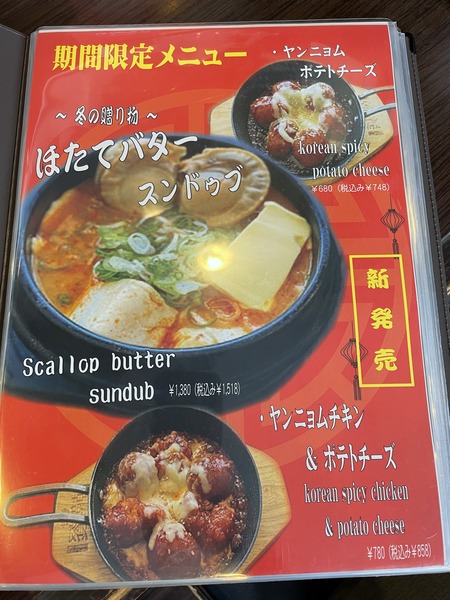 期間限定メニュー
・ヤンニョム
ポテトチーズ
korean spicy
potato cheese
¥680（税込み¥748）
～ 冬の贈り物 ～
ほたてバター
スンドゥブ
新発売
Scallop butter
sundub ¥1,380（税込み¥1,518）
・ヤンニョムチキン
& ポテトチーズ
korean spicy chicken
& potato cheese
¥780（税込み¥858）